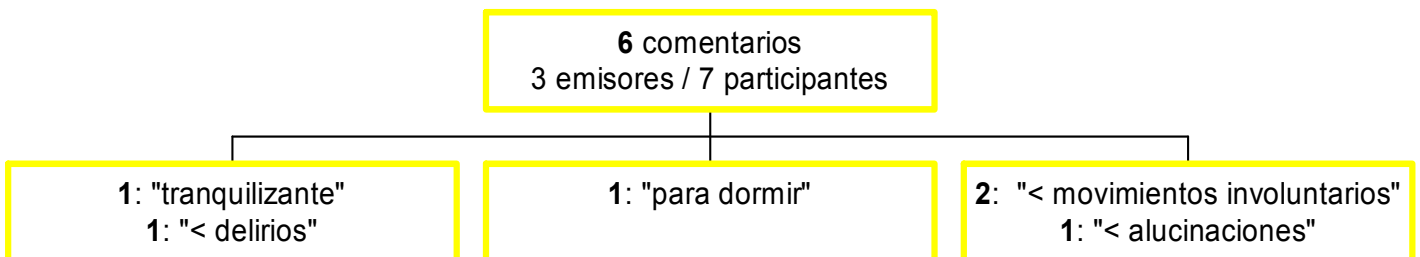 6 comentarios
3 emisores / 7 participantes
1: "tranquilizante"
1: "< delirios"
1: "para dormir"
2: "< movimientos involuntarios"
1: "< alucinaciones"